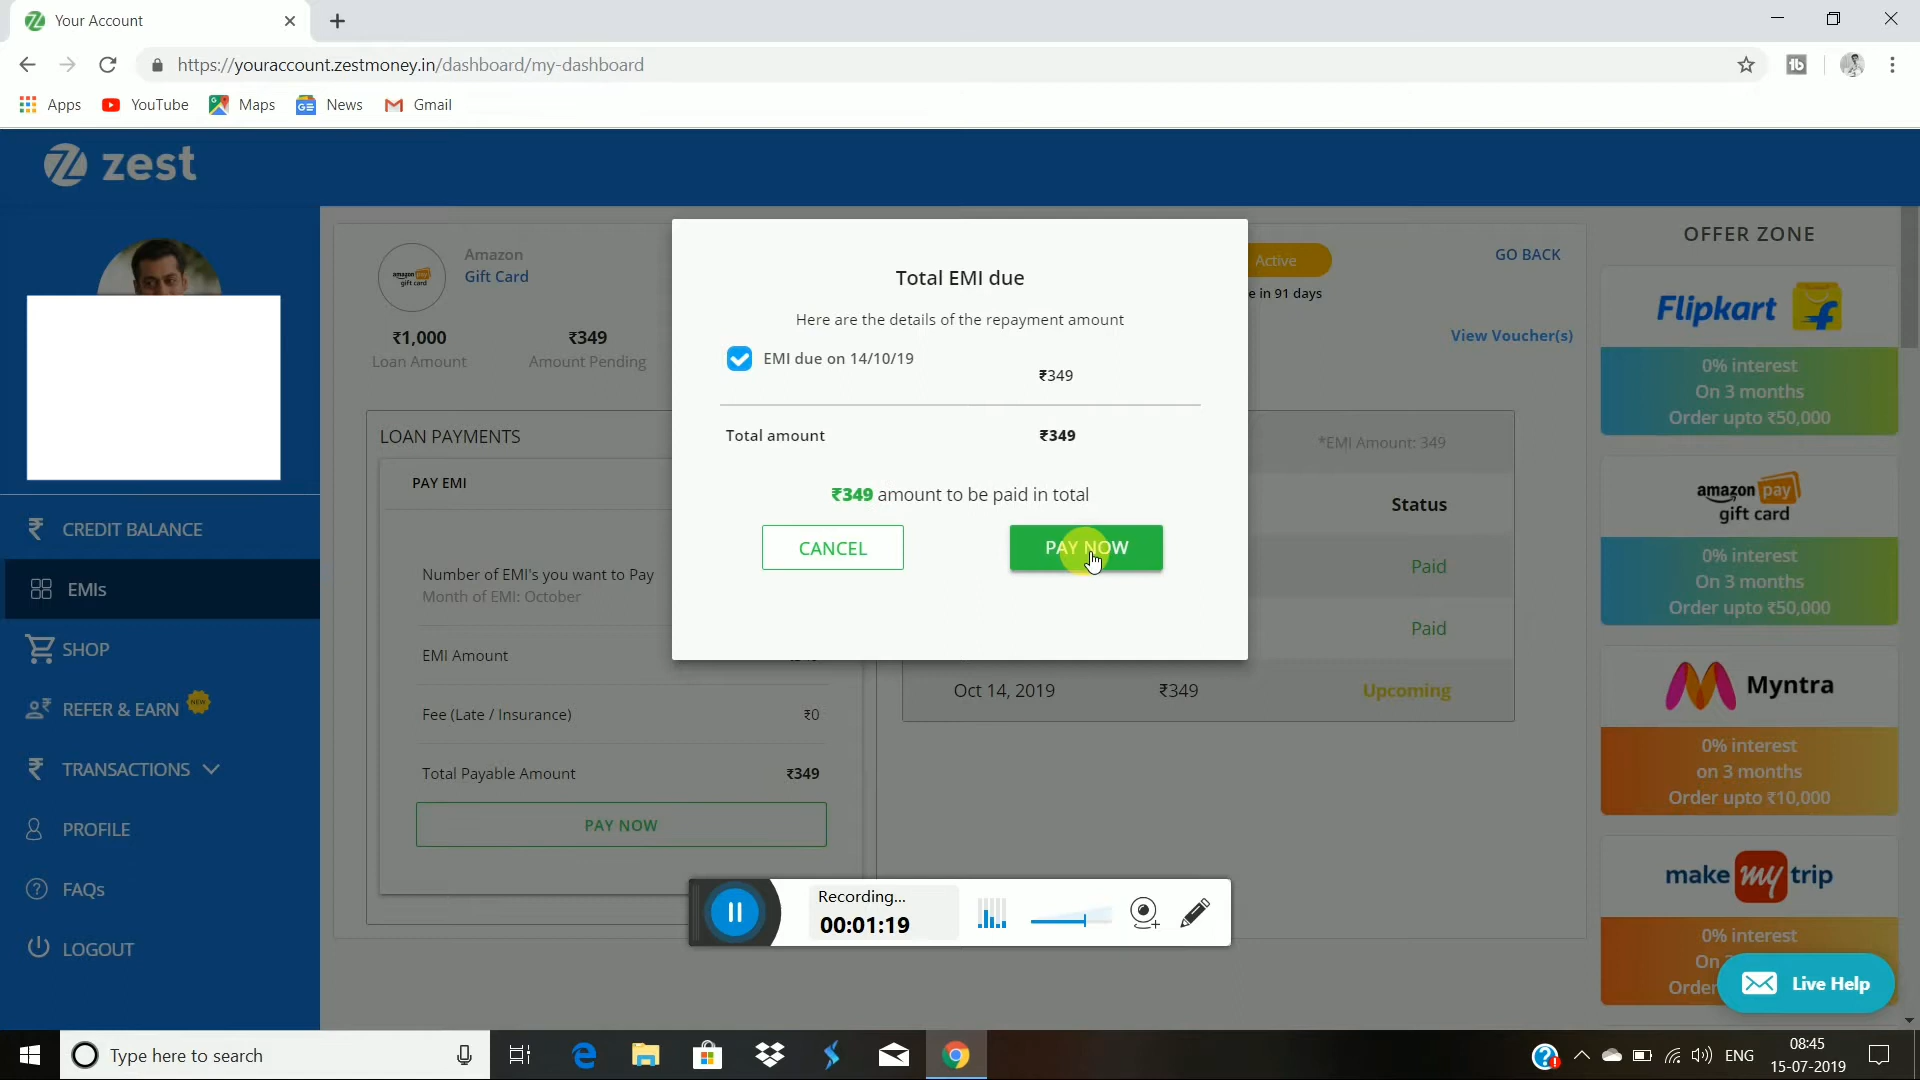 Your Account
https://youraccount.zestmoney.in/dashboard/my-dashboard
Apps
YouTube
Maps
News
Gmail
zest
CREDIT BALANCE
EMIs
SHOP
REFER & EARN
NEW
TRANSACTIONS
PROFILE
FAQs
LOGOUT
amazon pay
gift card
Amazon
Gift Card
₹1,000
Loan Amount
₹349
Amount Pending
Active
e in 91 days
GO BACK
View Voucher(s)
LOAN PAYMENTS
PAY EMI
Number of EMI's you want to Pay
Month of EMI: October
EMI Amount
Fee (Late / Insurance)
₹0
Total Payable Amount
₹349
PAY NOW
Total EMI due
Here are the details of the repayment amount
EMI due on 14/10/19
₹349
Total amount
₹349
₹349 amount to be paid in total
CANCEL
PAY NOW
*EMI Amount: 349
Status
Paid
Paid
Oct 14, 2019
₹349
Upcoming
OFFER ZONE
Flipkart
0% interest
On 3 months
Order upto ₹50,000
amazon pay
gift card
0% interest
On 3 months
Order upto ₹50,000
Myntra
0% interest
on 3 months
Order upto ₹10,000
make my trip
0% interest
On
Order
Live Help
Recording...
00:01:19
Type here to search
ENG
08:45
15-07-2019